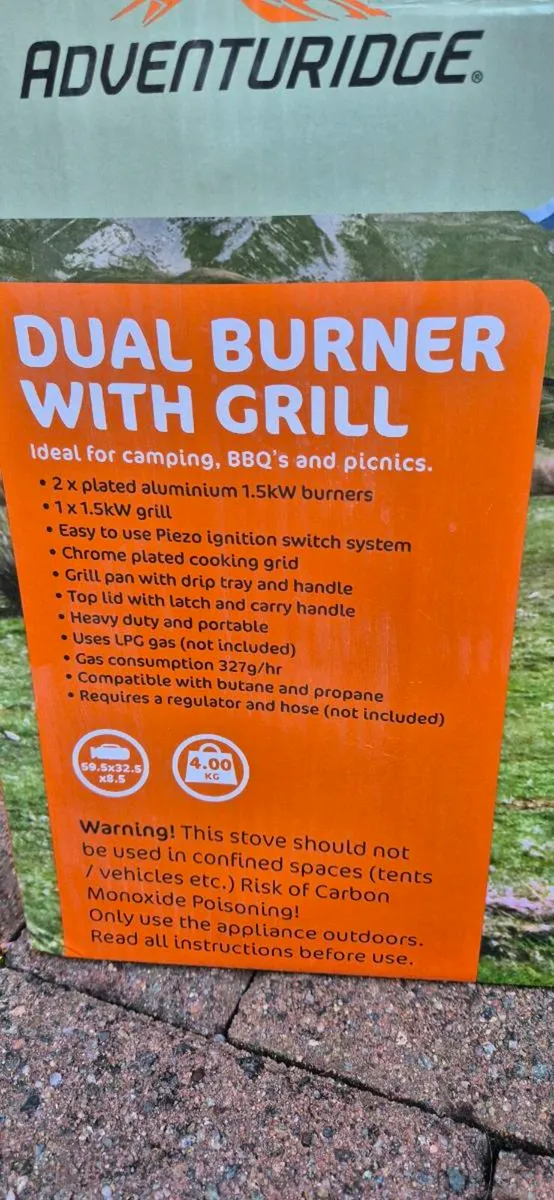 ADVENTURIDGE®
DUAL BURNER
WITH GRILL
Ideal for camping, BBQ's and picnics.
• 2 x plated aluminium 1.5kW burners
• 1 x 1.5kW grill
• Easy to use Piezo ignition switch system
• Chrome plated cooking grid
• Grill pan with drip tray and handle
• Top lid with latch and carry handle
• Heavy duty and portable
• Uses LPG gas (not included)
• Gas consumption 327g/hr
• Compatible with butane and propane
• Requires a regulator and hose (not included)
59.5x32.5
x8.5
4.00
KG
Warning! This stove should not
be used in confined spaces (tents
/ vehicles etc.) Risk of Carbon
Monoxide Poisoning!
Only use the appliance outdoors.
Read all instructions before use.